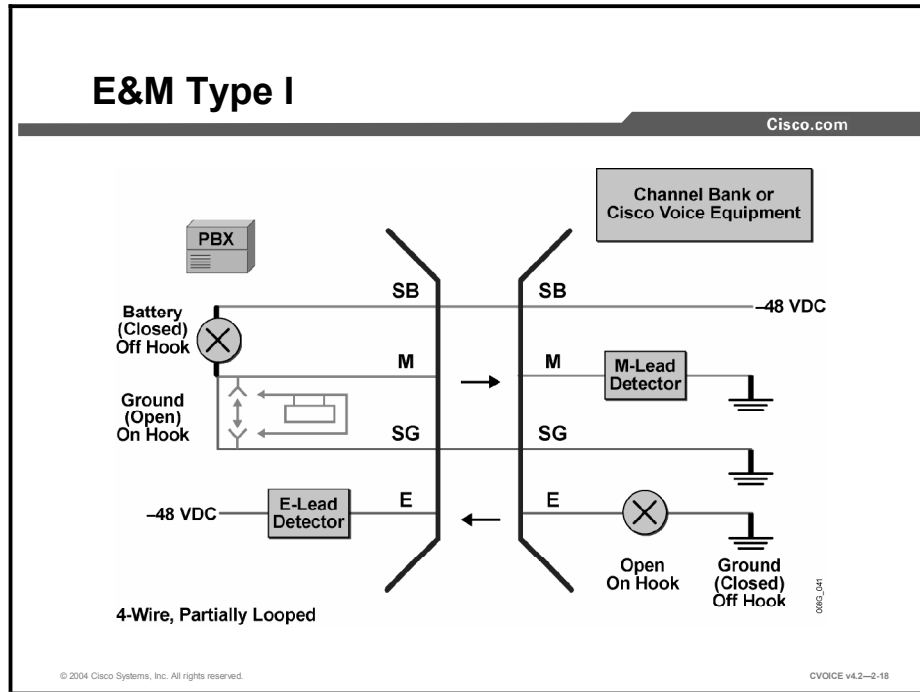 E&M Type I
Cisco.com
PBX
Channel Bank or
Cisco Voice Equipment
Battery
(Closed)
Off Hook
SB
SB
–48 VDC
M
M
M-Lead
Detector
Ground
(Open)
On Hook
SG
SG
–48 VDC
E-Lead
Detector
E
E
Open
On Hook
Ground
(Closed)
Off Hook
4-Wire, Partially Looped
008G_041
© 2004 Cisco Systems, Inc. All rights reserved.
CVOICE v4.2—2-18